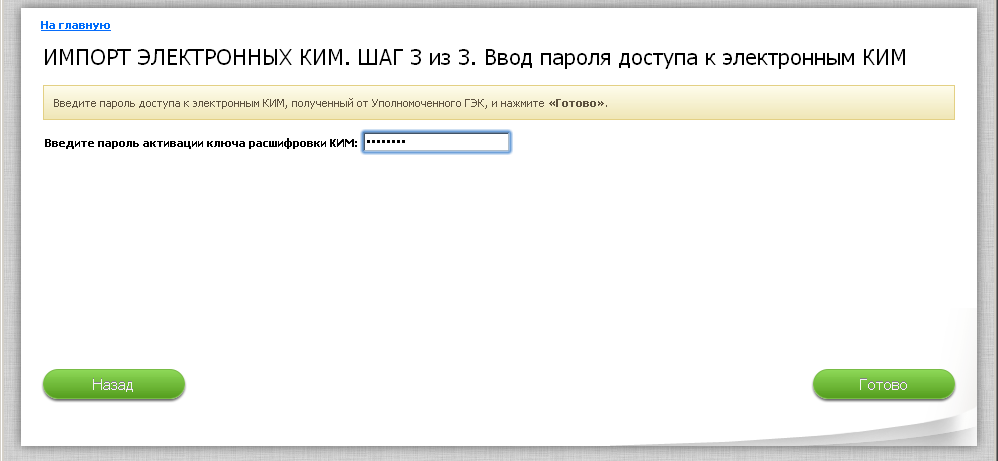 На главную
ИМПОРТ ЭЛЕКТРОННЫХ КИМ. ШАГ 3 из 3. Ввод пароля доступа к электронным КИМ
Введите пароль доступа к электронным КИМ, полученный от Уполномоченного ГЭК, и нажмите «Готово».
Введите пароль активации ключа расшифровки КИМ: ••••••••
Назад
Готово